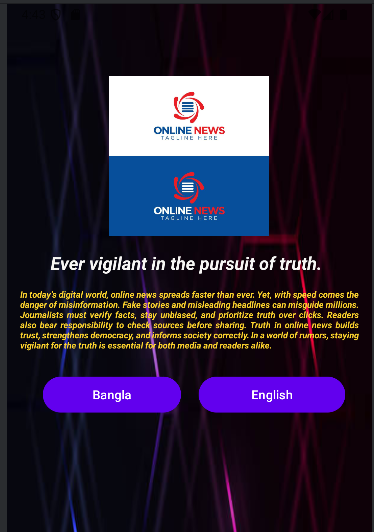 ONLINE NEWS
TAGLINE HERE
ONLINE NEWS
TAGLINE HERE
Ever vigilant in the pursuit of truth.
In today's digital world, online news spreads faster than ever. Yet, with speed comes the
danger of misinformation. Fake stories and misleading headlines can misguide millions.
Journalists must verify facts, stay unbiased, and prioritize truth over clicks. Readers
also bear responsibility to check sources before sharing. Truth in online news builds
trust, strengthens democracy, and informs society correctly. In a world of rumors, staying
vigilant for the truth is essential for both media and readers alike.
Bangla English